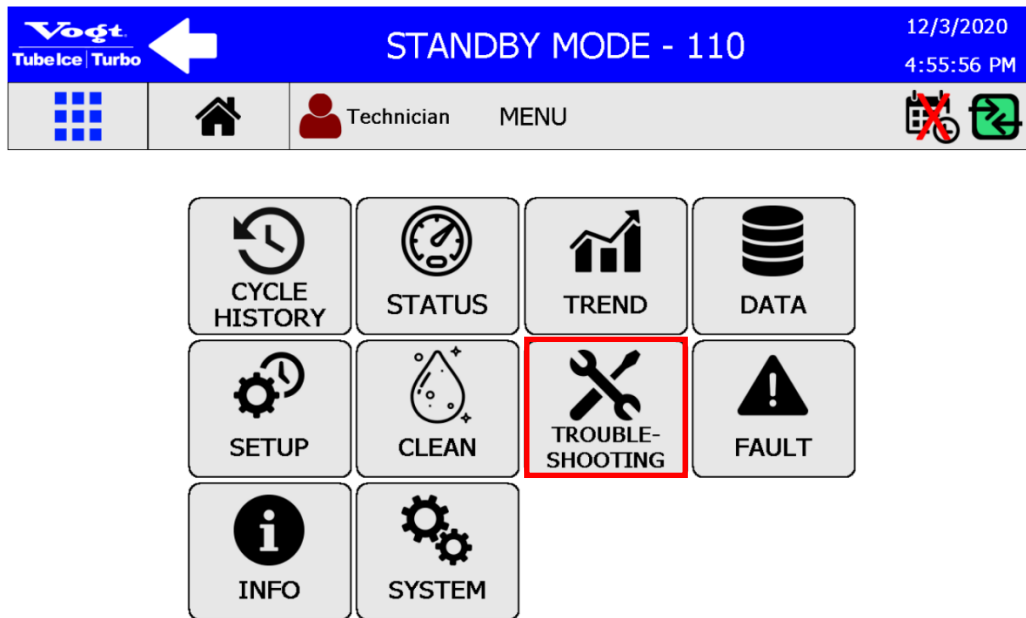 Vogt
Tube Ice | Turbo
STANDBY MODE - 110
12/3/2020
4:55:56 PM
Technician
MENU
CYCLE
HISTORY
STATUS
TREND
DATA
SETUP
CLEAN
TROUBLE-
SHOOTING
FAULT
INFO
SYSTEM